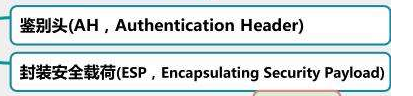 鉴别头(AH，Authentication Header)
封装安全载荷(ESP，Encapsulating Security Payload)